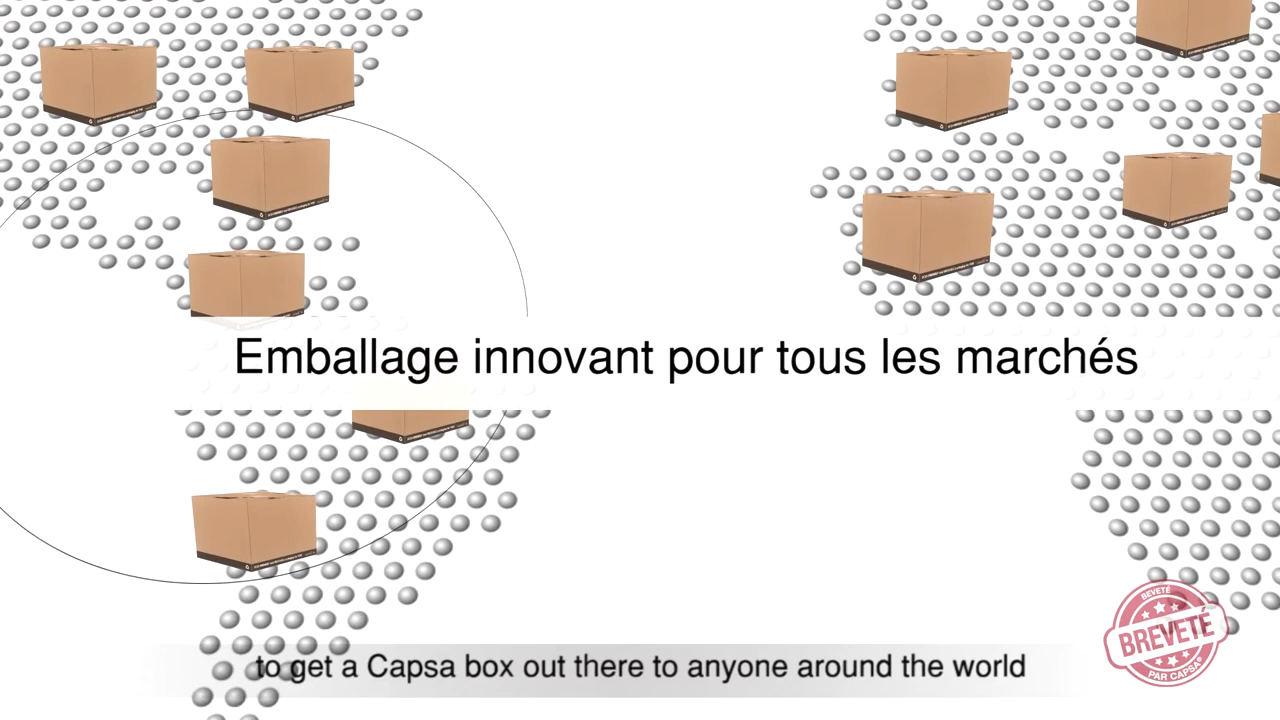 Emballage innovant pour tous les marchés
to get a Capsa box out there to anyone around the world
BEVETÉ
BREVETÉ
PAR CAPSA®